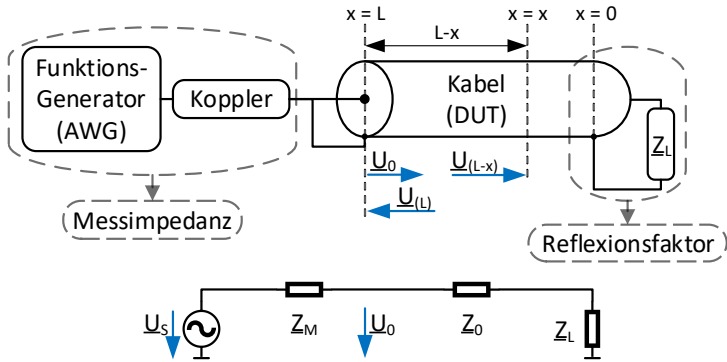 x = L
x = x
x = 0
L-x
Funktions-
Generator
(AWG)
Koppler
Kabel
(DUT)
Z_L
U_0
U_(L-x)
U_(L)
Messimpedanz
Reflexionsfaktor
U_S
Z_M
U_0
Z_0
Z_L